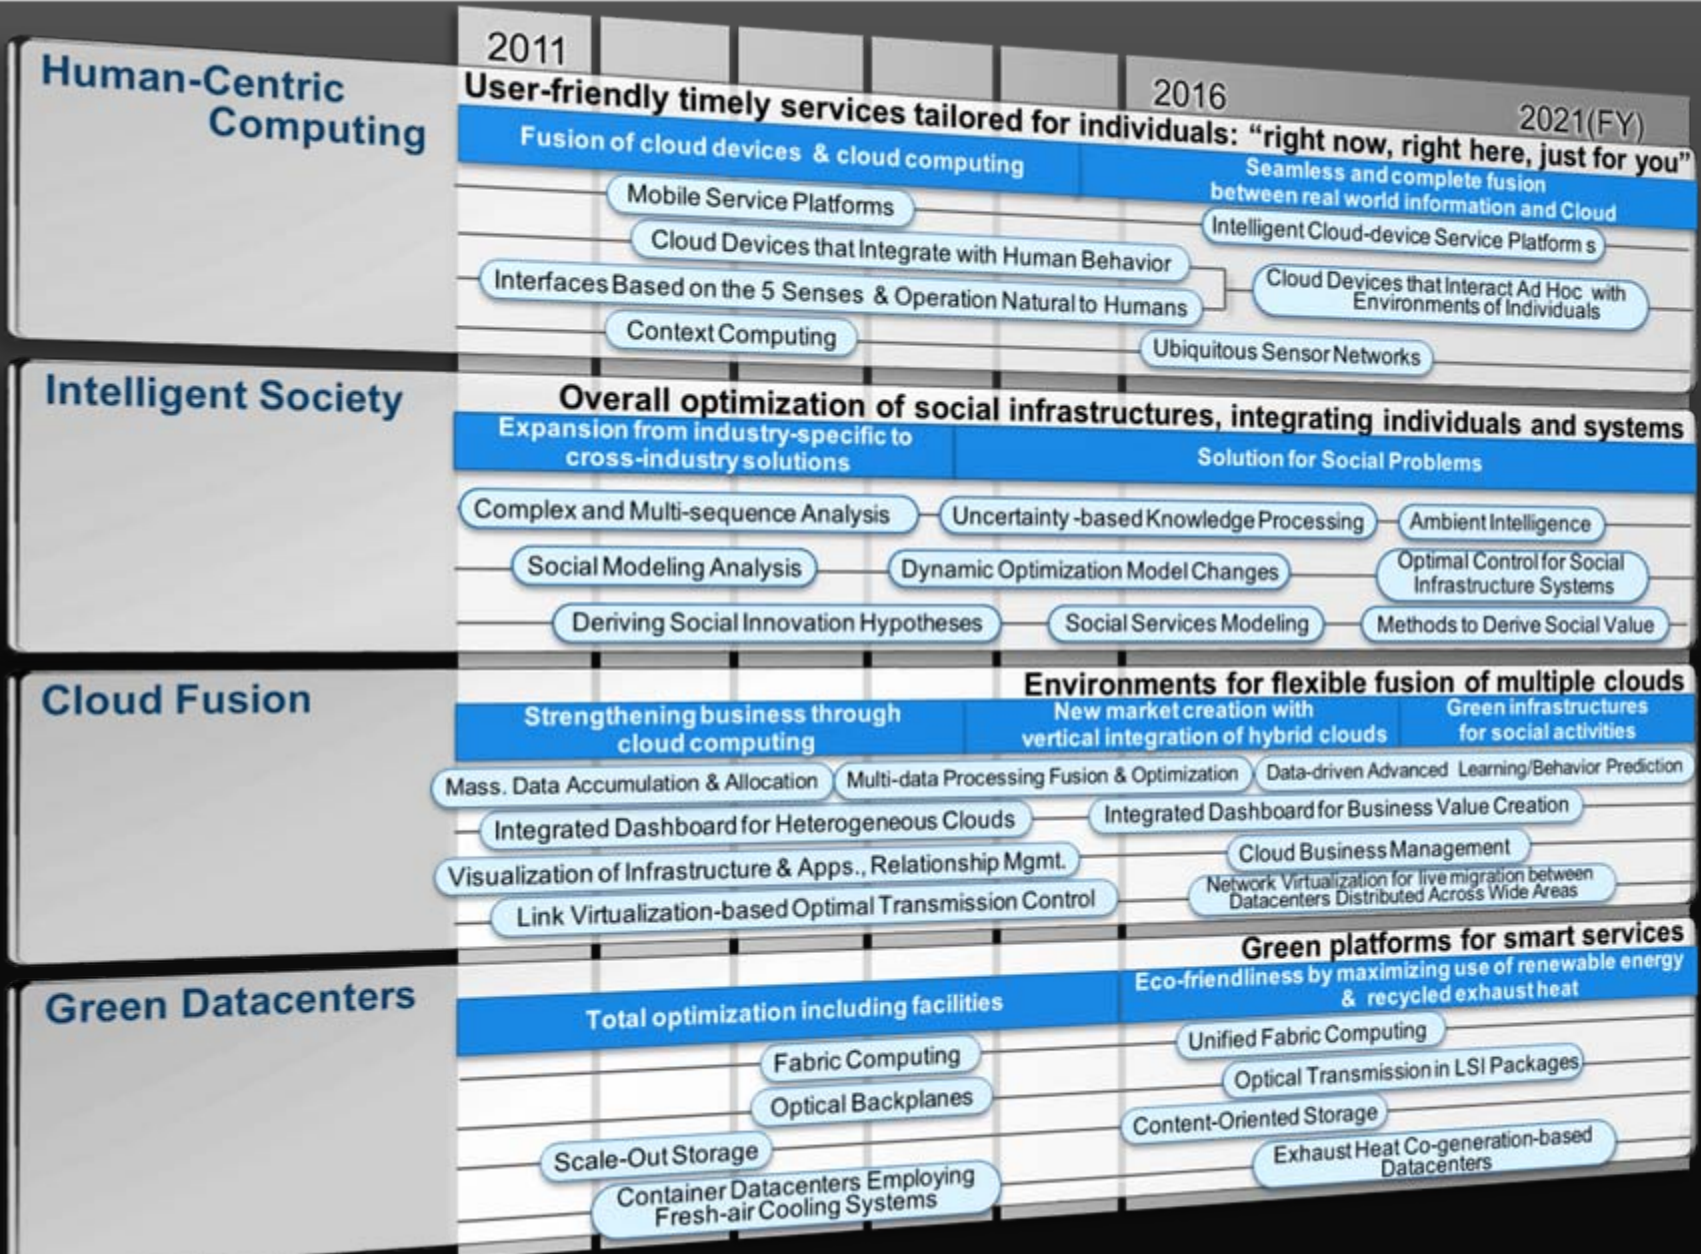 2011
2016
2021(FY)
Human-Centric
Computing
User-friendly timely services tailored for individuals: “right now, right here, just for you”
Fusion of cloud devices & cloud computing
Seamless and complete fusion
between real world information and Cloud
Mobile Service Platforms
Intelligent Cloud-device Service Platform s
Cloud Devices that Integrate with Human Behavior
Interfaces Based on the 5 Senses & Operation Natural to Humans
Cloud Devices that Interact Ad Hoc with
Environments of Individuals
Context Computing
Ubiquitous Sensor Networks
Intelligent Society
Overall optimization of social infrastructures, integrating individuals and systems
Expansion from industry-specific to
cross-industry solutions
Solution for Social Problems
Complex and Multi-sequence Analysis
Uncertainty -based Knowledge Processing
Ambient Intelligence
Social Modeling Analysis
Dynamic Optimization Model Changes
Optimal Control for Social
Infrastructure Systems
Deriving Social Innovation Hypotheses
Social Services Modeling
Methods to Derive Social Value
Cloud Fusion
Environments for flexible fusion of multiple clouds
Strengthening business through
cloud computing
New market creation with
vertical integration of hybrid clouds
Green infrastructures
for social activities
Mass. Data Accumulation & Allocation
Multi-data Processing Fusion & Optimization
Data-driven Advanced Learning/Behavior Prediction
Integrated Dashboard for Heterogeneous Clouds
Integrated Dashboard for Business Value Creation
Visualization of Infrastructure & Apps., Relationship Mgmt.
Cloud Business Management
Link Virtualization-based Optimal Transmission Control
Network Virtualization for live migration between
Datacenters Distributed Across Wide Areas
Green Datacenters
Green platforms for smart services
Total optimization including facilities
Eco-friendliness by maximizing use of renewable energy
& recycled exhaust heat
Fabric Computing
Unified Fabric Computing
Optical Backplanes
Optical Transmission in LSI Packages
Scale-Out Storage
Content-Oriented Storage
Container Datacenters Employing
Fresh-air Cooling Systems
Exhaust Heat Co-generation-based
Datacenters